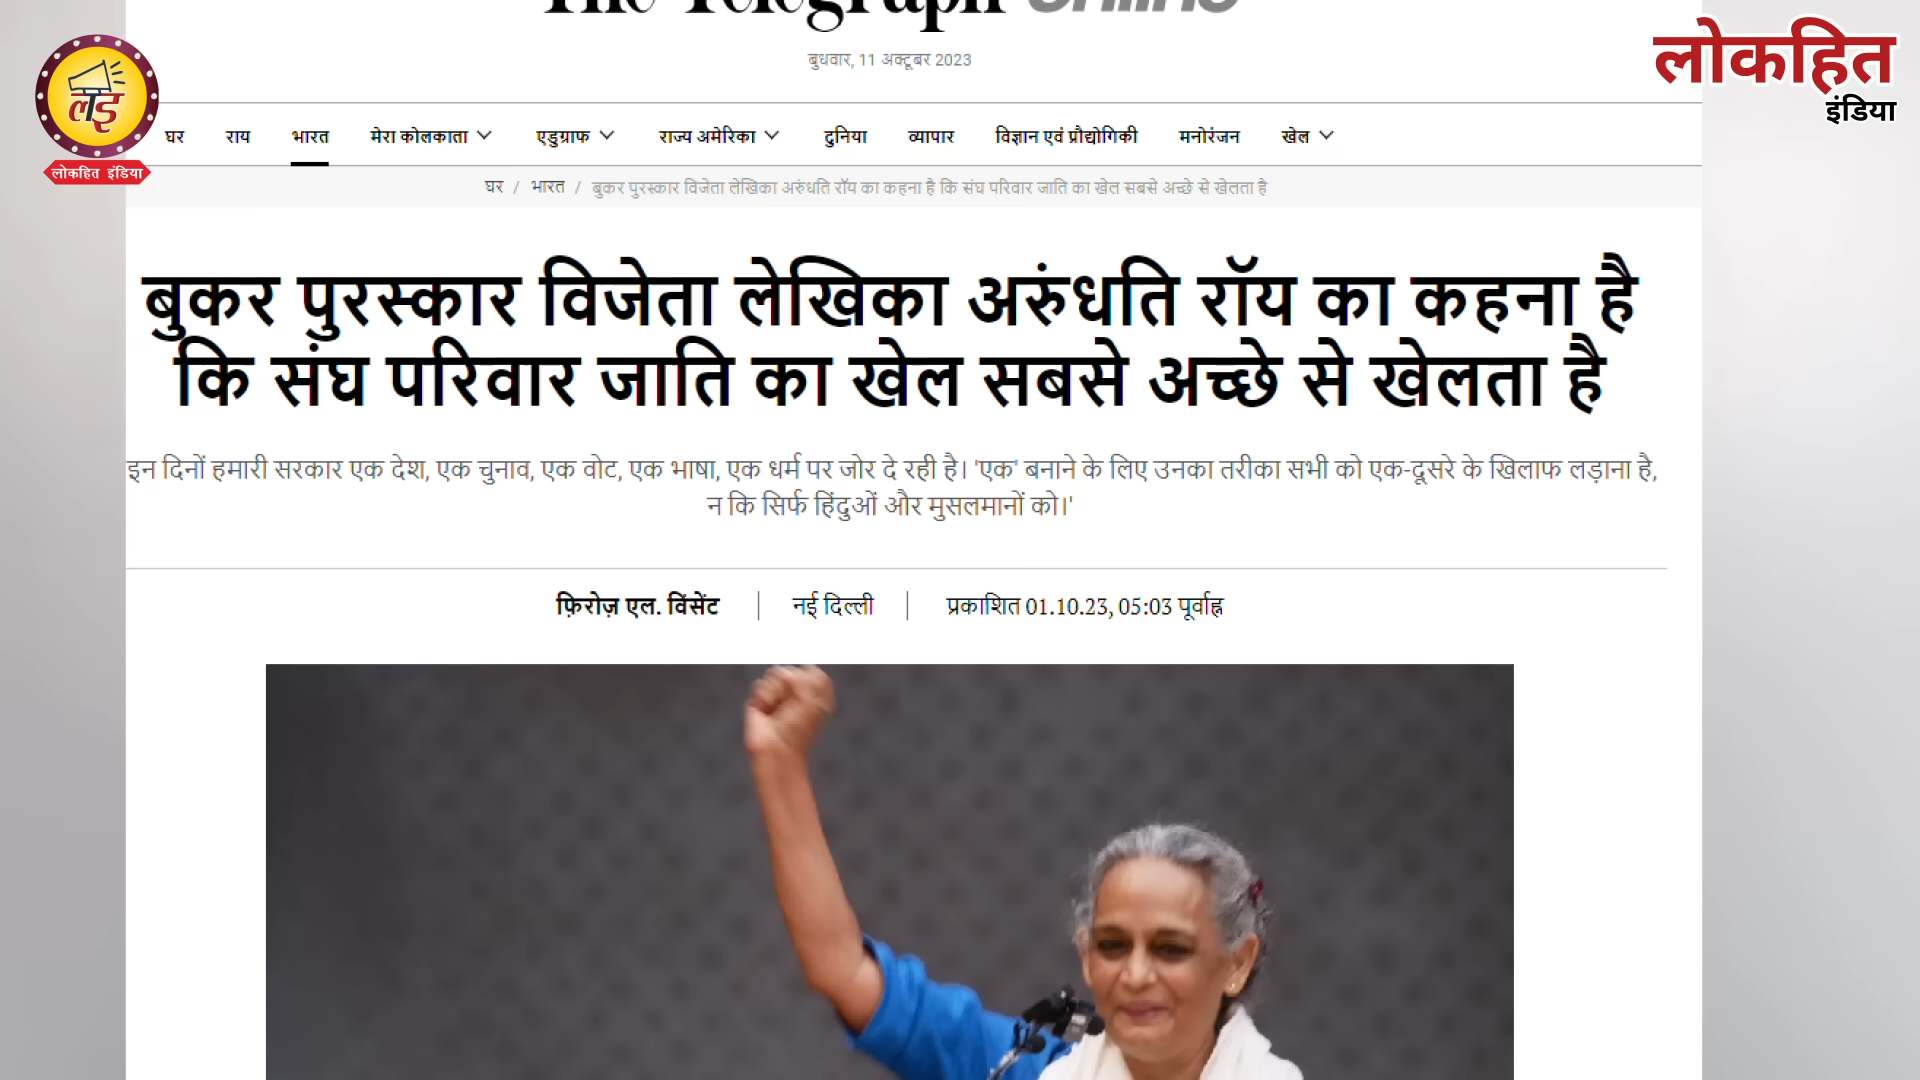 The Telegraph online
बुधवार, 11 अक्टूबर 2023
लोकहित
इंडिया
लइ
लोकहित इंडिया
घर राय भारत मेरा कोलकाता एडुग्राफ राज्य अमेरिका दुनिया व्यापार विज्ञान एवं प्रौद्योगिकी मनोरंजन खेल
घर / भारत / बुकर पुरस्कार विजेता लेखिका अरुंधति रॉय का कहना है कि संघ परिवार जाति का खेल सबसे अच्छे से खेलता है
बुकर पुरस्कार विजेता लेखिका अरुंधति रॉय का कहना है
कि संघ परिवार जाति का खेल सबसे अच्छे से खेलता है
इन दिनों हमारी सरकार एक देश, एक चुनाव, एक वोट, एक भाषा, एक धर्म पर जोर दे रही है। 'एक' बनाने के लिए उनका तरीका सभी को एक-दूसरे के खिलाफ लड़ाना है,
न कि सिर्फ हिंदुओं और मुसलमानों को।'
फ़िरोज़ एल. विंसेंट | नई दिल्ली | प्रकाशित 01.10.23, 05:03 पूर्वाह्न